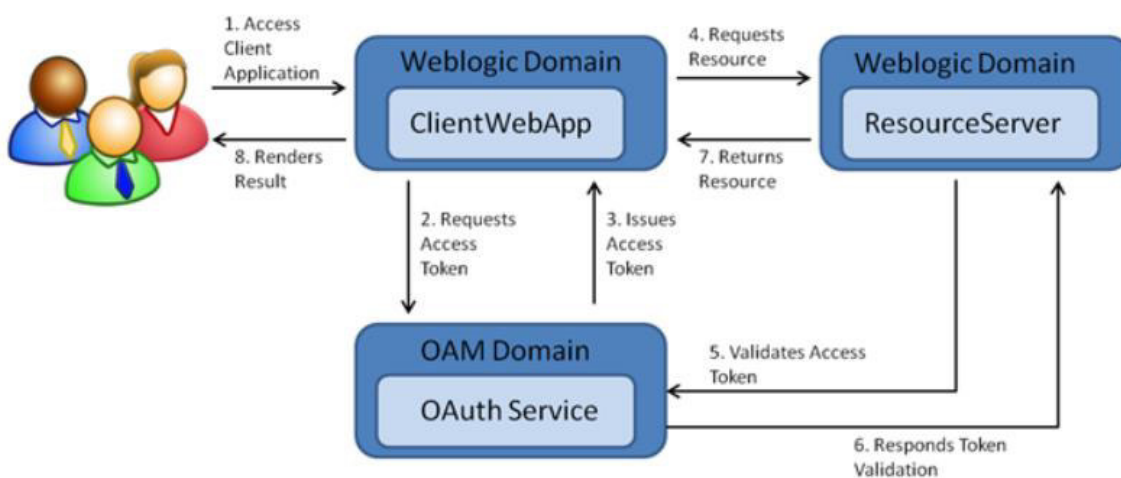 1. Access
Client
Application
8. Renders
Result
Weblogic Domain
ClientWebApp
4. Requests
Resource
7. Returns
Resource
Weblogic Domain
ResourceServer
2. Requests
Access
Token
3. Issues
Access
Token
OAM Domain
OAuth Service
5. Validates Access
Token
6. Responds Token
Validation